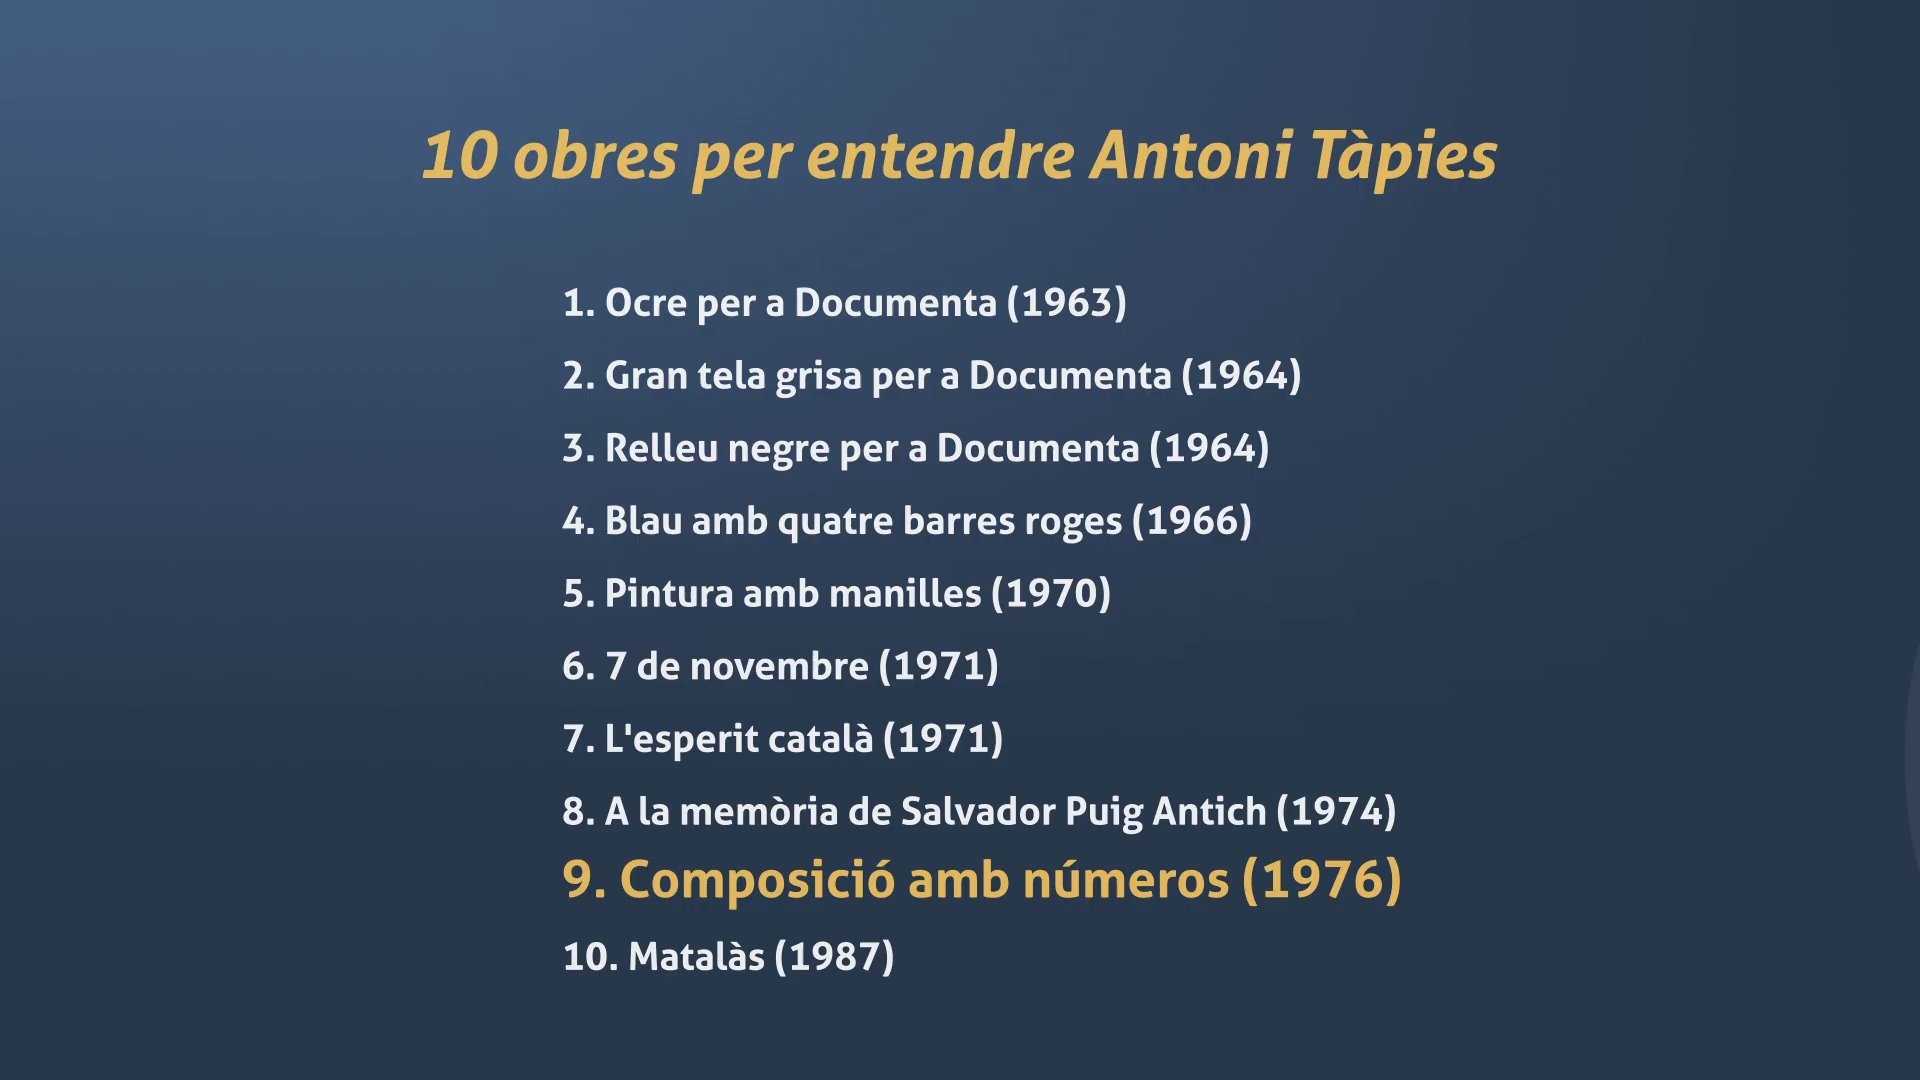 10 obres per entendre Antoni Tàpies
1. Ocre per a Documenta (1963)
2. Gran tela grisa per a Documenta (1964)
3. Relleu negre per a Documenta (1964)
4. Blau amb quatre barres roges (1966)
5. Pintura amb manilles (1970)
6. 7 de novembre (1971)
7. L'esperit català (1971)
8. A la memòria de Salvador Puig Antich (1974)
9. Composició amb números (1976)
10. Matalàs (1987)